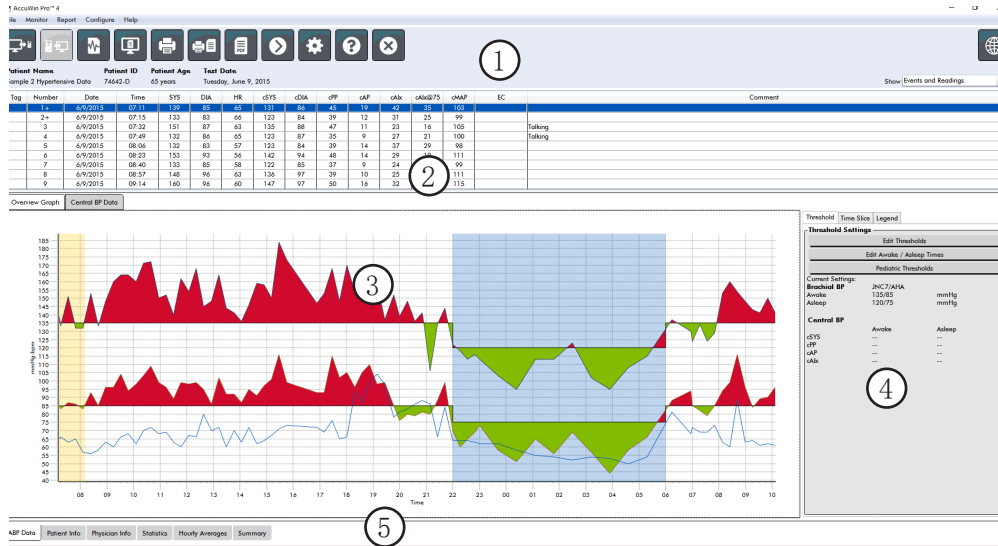 AccuWin Pro™ 4
ile Monitor Report Configure Help
PDF
1
Patient Name Patient ID Patient Age Test Date
Sample 2 Hypertensive Data 74642-D 65 years Tuesday, June 9, 2015
Show Events and Readings
Tag Number Date Time SYS DIA HR cSYS cDIA cPP cAP cAIx cAIx@75 cMAP EC Comment
1+ 6/9/2015 07:11 139 85 65 131 86 45 19 42 35 103
2+ 6/9/2015 07:15 133 83 66 123 84 39 12 31 25 99
3 6/9/2015 07:32 151 87 63 135 88 47 11 23 16 105 Talking
4 6/9/2015 07:49 132 86 65 123 87 35 9 27 21 100 Talking
5 6/9/2015 08:06 132 83 57 123 84 39 14 37 29 98
6 6/9/2015 08:23 153 93 56 142 94 48 14 29 111
7 6/9/2015 08:40 133 85 58 122 85 37 9 24 99
8 6/9/2015 08:57 148 96 63 136 97 39 10 25 111
9 6/9/2015 09:14 160 96 60 147 97 50 16 32 115
2
Overview Graph Central BP Data
185
180
175
170
165
160
155
150
145
140
135
130
125
120
115
110
105
100
95
90
85
80
75
70
65
60
55
50
45
40
mmHg-bpm
3
08 09 10 11 12 13 14 15 16 17 18 19 20 21 22 23 00 01 02 03 04 05 06 07 08 09 10
Time
Threshold Time Slice Legend
Threshold Settings
Edit Thresholds
Edit Awake / Asleep Times
Pediatric Thresholds
Current Settings:
Brachial BP JNC7/AHA
Awake 135/85 mmHg
Asleep 120/75 mmHg
Central BP
Awake Asleep
cSYS -- --
cPP -- --
cAP -- --
cAIx -- --
4
5
ABP Data Patient Info Physician Info Statistics Hourly Averages Summary